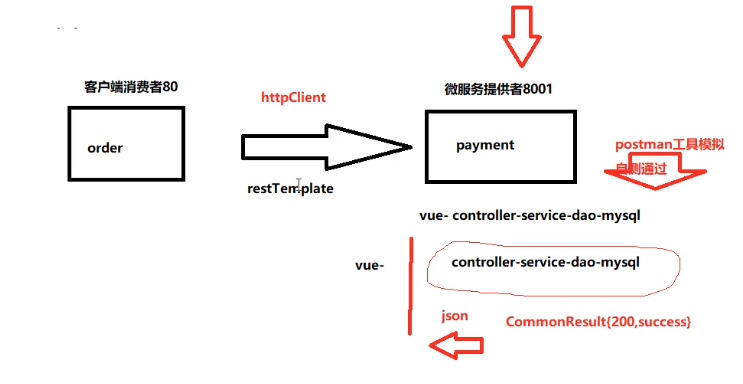 客户端消费者80
微服务提供者8001
httpClient
order
payment
postman工具模拟
自测通过
restTemplate
vue- controller-service-dao-mysql
vue-
controller-service-dao-mysql
json
CommonResult{200,success}